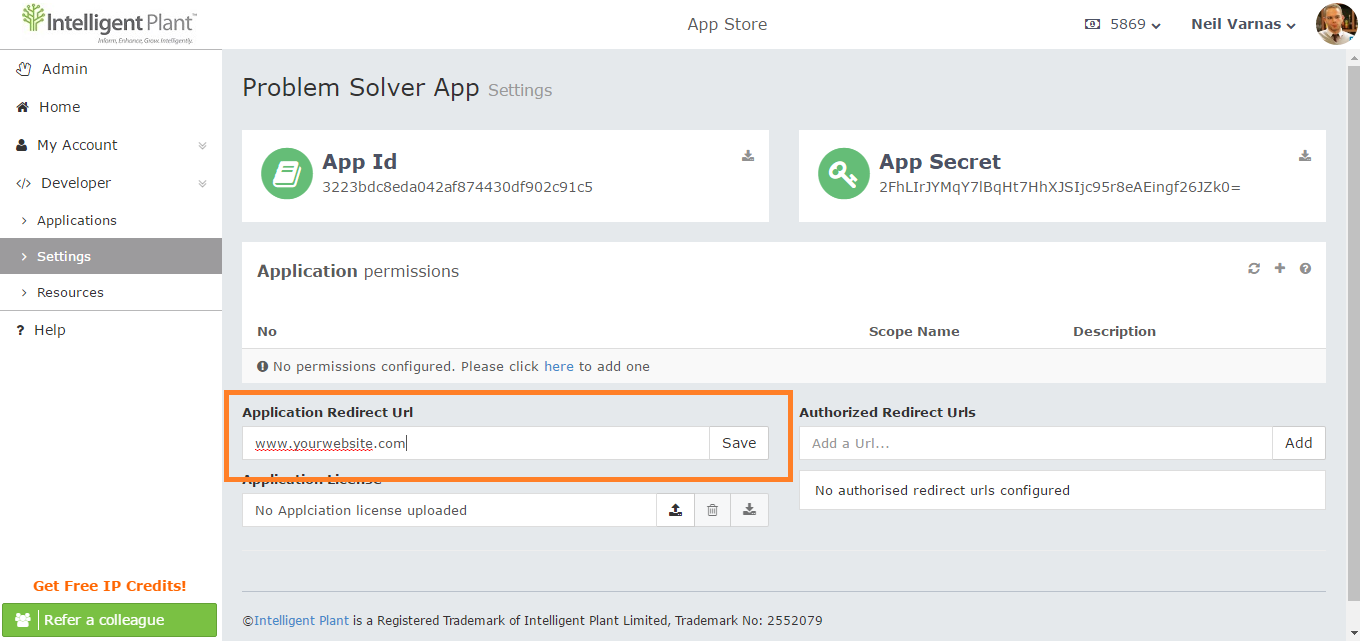 Intelligent Plant™
Inform, Enhance, Grow. Intelligently.
App Store
5869
Neil Varnas
Admin
Home
My Account
Developer
Applications
Settings
Resources
Help
Get Free IP Credits!
Refer a colleague
Problem Solver App Settings
App Id
3223bdc8eda042af874430df902c91c5
App Secret
2FhLIrJYMqY7lBqHt7HhXJSIjc95r8eAEingf26JZk0=
Application permissions
No Scope Name Description
No permissions configured. Please click here to add one
Application Redirect Url
www.yourwebsite.com
Save
Application License
No Applciation license uploaded
Authorized Redirect Urls
Add a Url...
Add
No authorised redirect urls configured
©Intelligent Plant is a Registered Trademark of Intelligent Plant Limited, Trademark No: 2552079